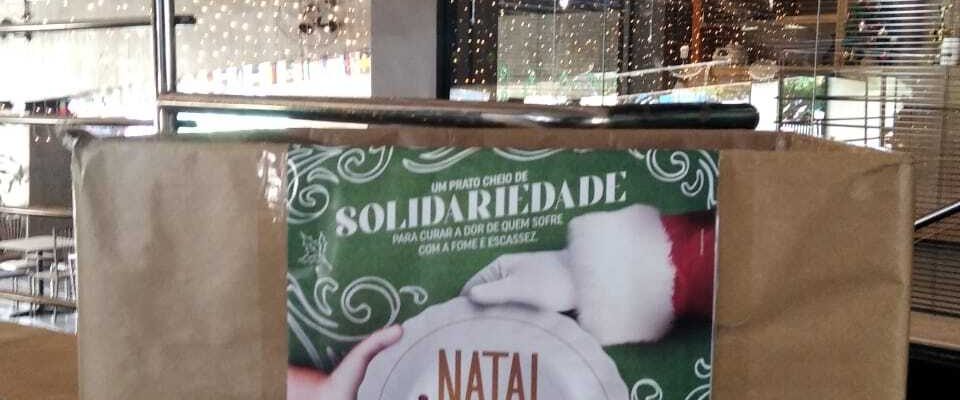 UM PRATO CHEIO DE
SOLIDARIEDADE
PARA CURAR A DOR DE QUEM SOFRE
COM A FOME E ESCASSEZ.
NATAL